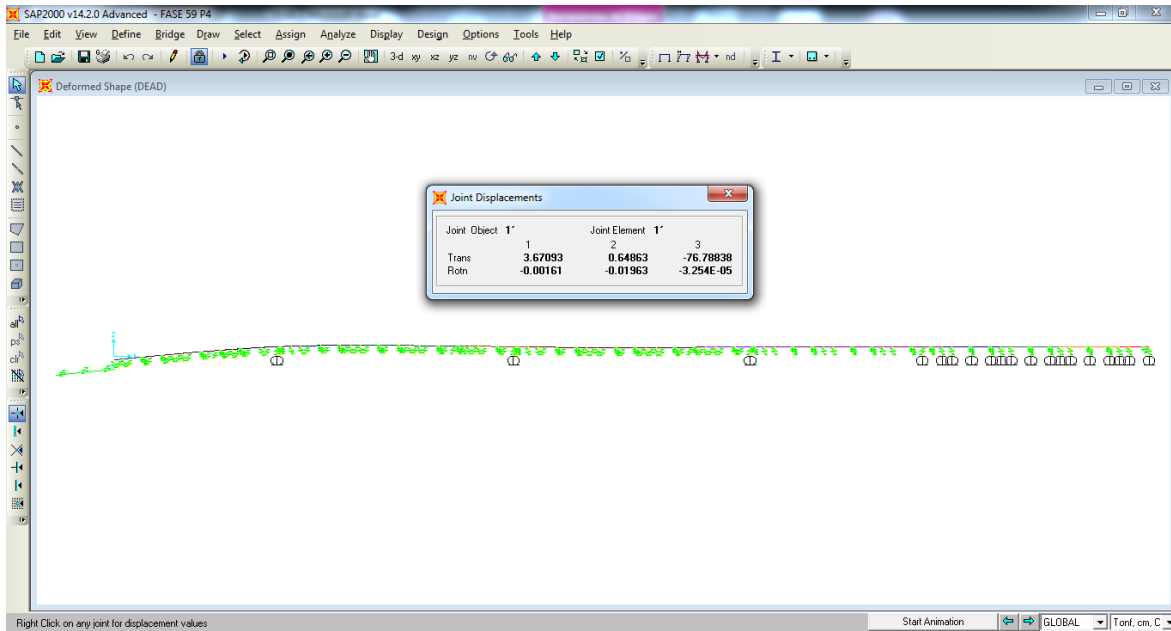 SAP2000 v14.2.0 Advanced - FASE 59 P4
File Edit View Define Bridge Draw Select Assign Analyze Display Design Options Tools Help
3-d xy xz yz nv nd
Deformed Shape (DEAD)
all
ps
clr
Joint Displacements
Joint Object 1´ Joint Element 1´
1 2 3
Trans 3.67093 0.64863 -76.78838
Rotn -0.00161 -0.01963 -3.254E-05
Z
Right Click on any joint for displacement values
Start Animation
GLOBAL
Tonf, cm, C